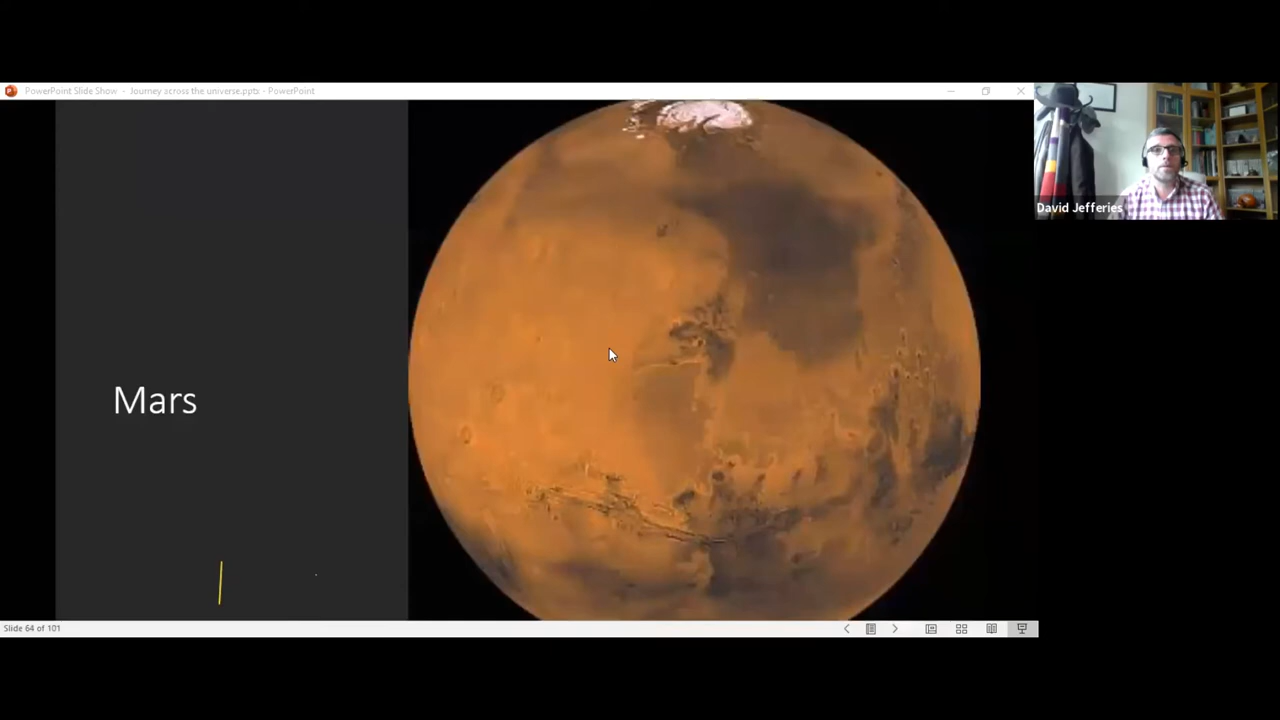 PowerPoint Slide Show - Journey across the universe.pptx - PowerPoint
David Jefferies
Mars
Slide 64 of 101